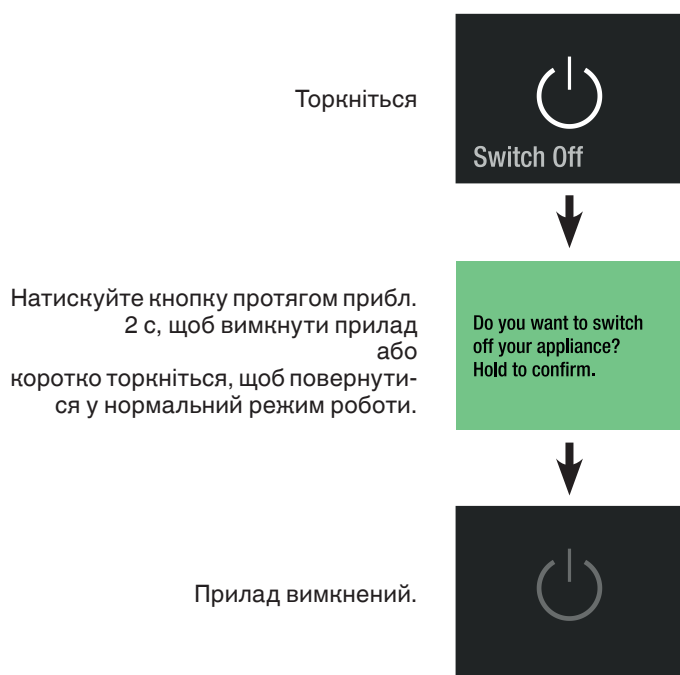 Торкніться
Switch Off
Натискуйте кнопку протягом прибл.
2 с, щоб вимкнути прилад
або
коротко торкніться, щоб повернути-
ся у нормальний режим роботи.
Do you want to switch
off your appliance?
Hold to confirm.
Прилад вимкнений.